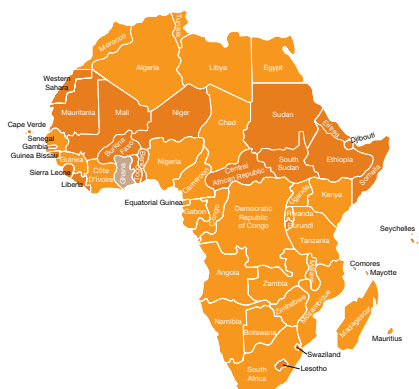 Morocco
Tunisia
Algeria
Libya
Egypt
Western
Sahara
Mauritania
Mali
Niger
Chad
Sudan
Eritrea
Djibouti
Cape Verde
Senegal
Gambia
Guinea Bissau
Guinea
Sierra Leone
Liberia
Côte
D'Ivoire
Burkina
Faso
Ghana
Togo
Benin
Nigeria
Cameroon
Central
African Republic
South
Sudan
Ethiopia
Somalia
Equatorial Guinea
Gabon
Congo
Democratic
Republic
of Congo
Uganda
Kenya
Rwanda
Burundi
Tanzania
Seychelles
Comoros
Mayotte
Angola
Zambia
Malawi
Mozambique
Zimbabwe
Madagascar
Mauritius
Namibia
Botswana
Swaziland
Lesotho
South
Africa